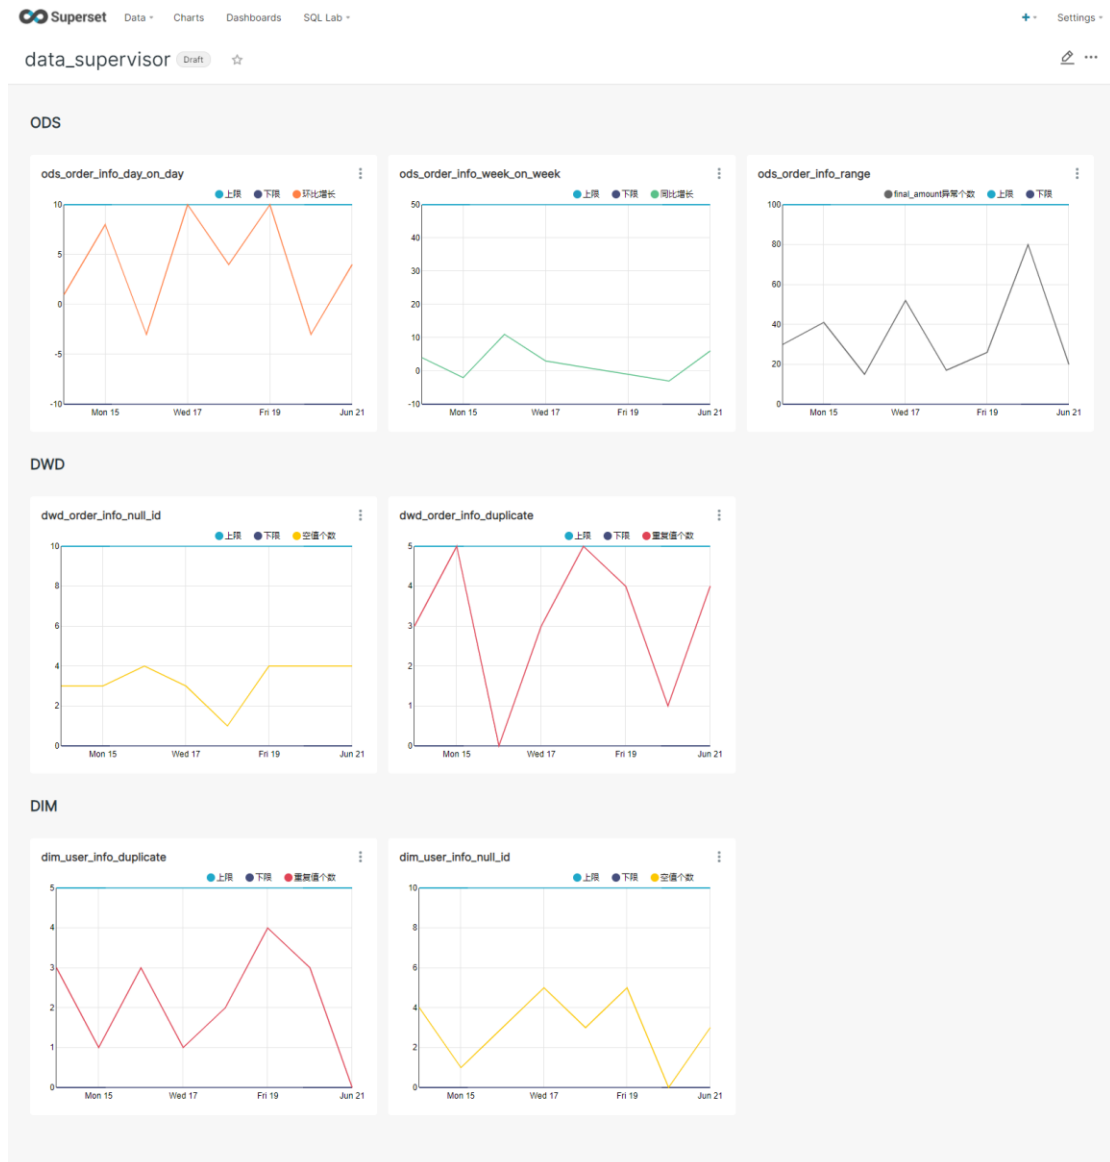 Superset Data Charts Dashboards SQL Lab + Settings
data_supervisor Draft
ODS
ods_order_info_day_on_day
上限 下限 环比增长
10
5
0
-5
-10
Mon 15 Wed 17 Fri 19 Jun 21
ods_order_info_week_on_week
上限 下限 同比增长
50
40
30
20
10
0
-10
Mon 15 Wed 17 Fri 19 Jun 21
ods_order_info_range
final_amount异常个数 上限 下限
100
80
60
40
20
0
Mon 15 Wed 17 Fri 19 Jun 21
DWD
dwd_order_info_null_id
上限 下限 空值个数
10
8
6
4
2
0
Mon 15 Wed 17 Fri 19 Jun 21
dwd_order_info_duplicate
上限 下限 重复值个数
5
4
3
2
1
0
Mon 15 Wed 17 Fri 19 Jun 21
DIM
dim_user_info_duplicate
上限 下限 重复值个数
5
4
3
2
1
0
Mon 15 Wed 17 Fri 19 Jun 21
dim_user_info_null_id
上限 下限 空值个数
10
8
6
4
2
0
Mon 15 Wed 17 Fri 19 Jun 21